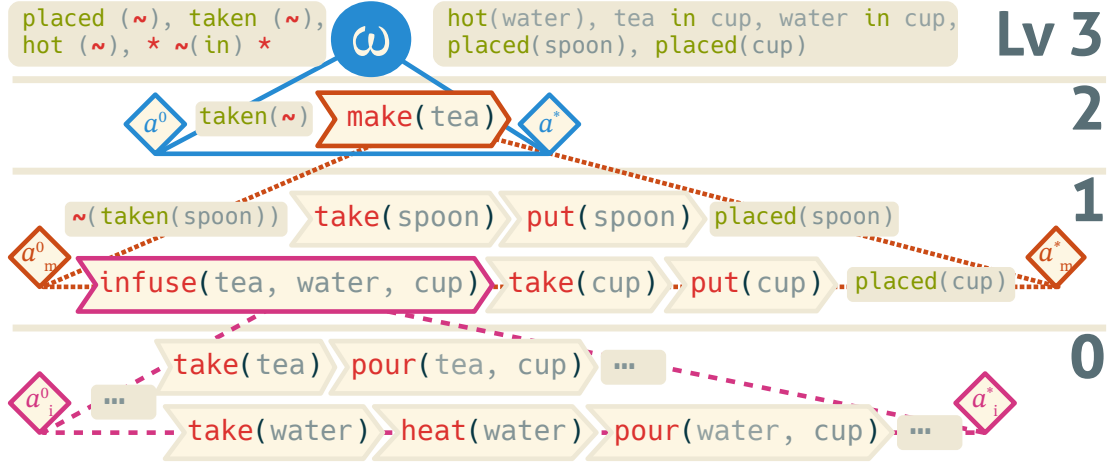 placed (~), taken (~),
hot (~), * ~(in) *
ω
hot(water), tea in cup, water in cup,
placed(spoon), placed(cup)
Lv 3
a⁰
taken(~)
make(tea)
a*
2
~(taken(spoon))
take(spoon)
put(spoon)
placed(spoon)
1
a⁰ₘ
infuse(tea, water, cup)
take(cup)
put(cup)
placed(cup)
a*ₘ
take(tea)
pour(tea, cup)
…
0
a⁰ᵢ
…
take(water)
heat(water)
pour(water, cup)
…
a*ᵢ